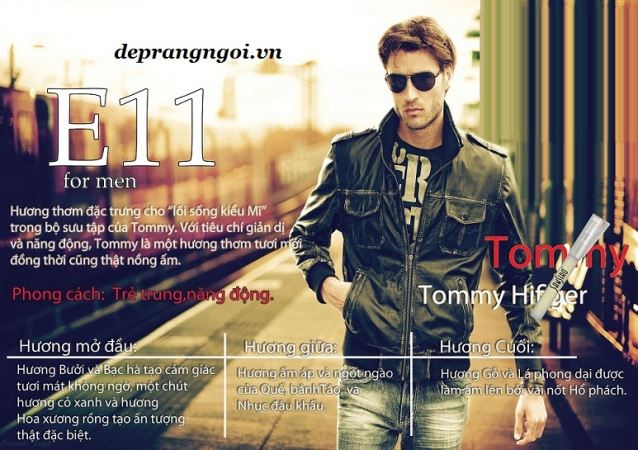 deprangngoi.vn
E11
for men
Hương thơm đặc trưng cho "lối sống kiểu Mĩ"
trong bộ sưu tập của Tommy. Với tiêu chí giản dị
và năng động, Tommy là một hương thơm tươi mới
đồng thời cũng thật nồng ấm.
Phong cách: Trẻ trung,năng động.
Tommy
Tommy Hilfiger
Hương mở đầu:
Hương Bưởi và Bạc hà tạo cảm giác
tươi mát không ngờ, một chút
hương cỏ xanh và hương
Hoa xương rồng tạo ấn tượng
thật đặc biệt.
Hương giữa:
Hương ấm áp và ngọt ngào
của Quế, bánh Táo và
Nhục đậu khấu.
Hương Cuối:
Hương Gỗ và Lá phong dại được
làm ấm lên bởi vài nốt Hổ phách.